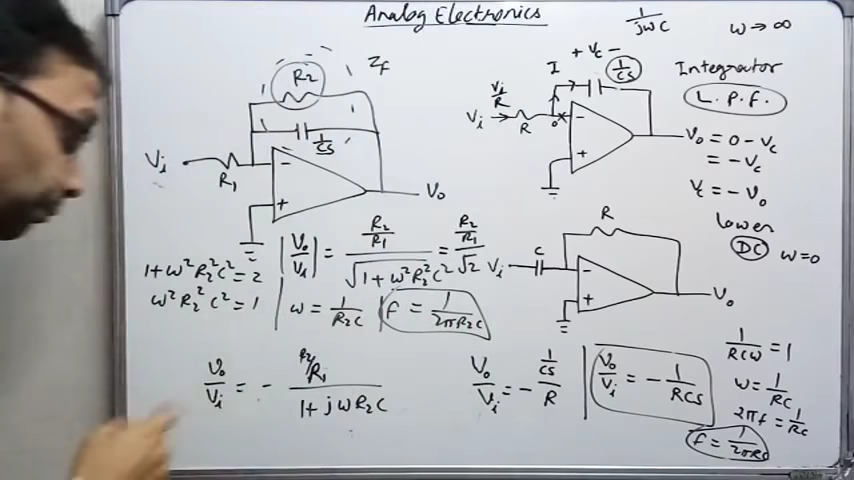 Analog Electronics
1/jωC
ω → ∞
R2
Zf
1/CS
Vi
R1
−
+
Vo
I
+ Vc −
1/CS
Vi/R
Vi
R
0
−
+
Integrator
L.P.F.
Vo = 0 − Vc
= − Vc
Vc = − Vo
lower
DC ω=0
|Vo/Vi| = (R2/R1)/√(1 + ω²R2²C²) = (R2/R1)/√2
1+ω²R2²C² = 2
ω²R2²C² = 1
ω = 1/R2C
f = 1/2πR2C
R
Vi
C
−
+
Vo
Vo/Vi = − (R2/R1)/(1 + jωR2C)
Vo/Vi = − (1/CS)/R
Vo/Vi = − 1/RCS
1/RCω = 1
ω = 1/RC
2πf = 1/RC
f = 1/2πRC